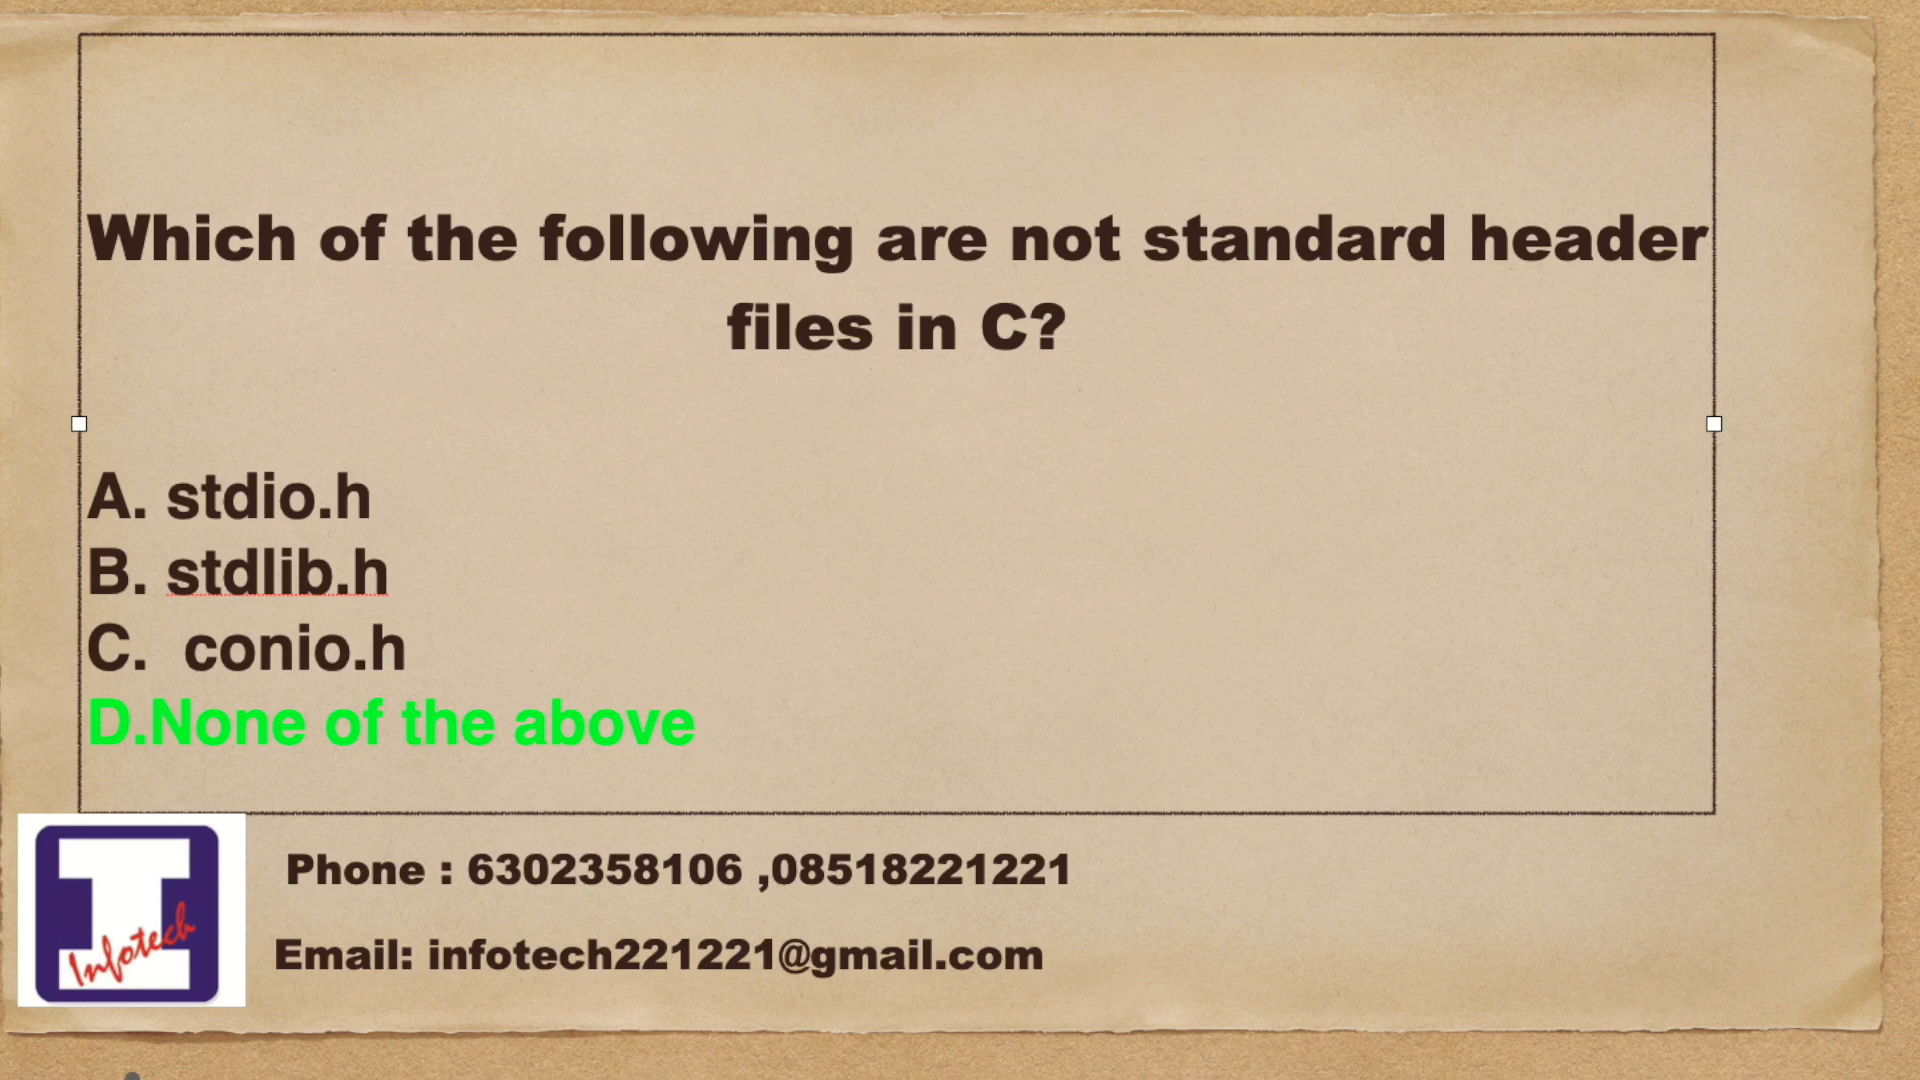 Which of the following are not standard header
files in C?
A. stdio.h
B. stdlib.h
C.  conio.h
D.None of the above
Infotech
Phone : 6302358106 ,08518221221
Email: infotech221221@gmail.com